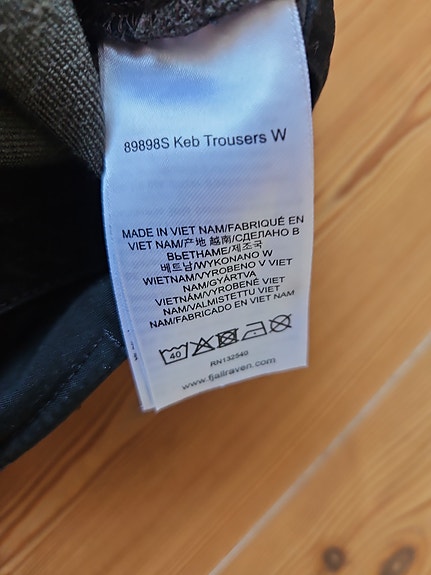 89898S Keb Trousers W
MADE IN VIET NAM/FABRIQUÉ EN
VIET NAM/产地 越南/СДЕЛАНО В
ВЬЕТНАМЕ/제조국
베트남/WYKONANO W
WIETNAM/VYROBENO V VIET
NAM/GYÁRTVA
VIETNÁM/VYROBENÉ VIET
NAM/VALMISTETTU VIET
NAM/FABRICADO EN VIET NAM
40
RN132540
www.fjallraven.com